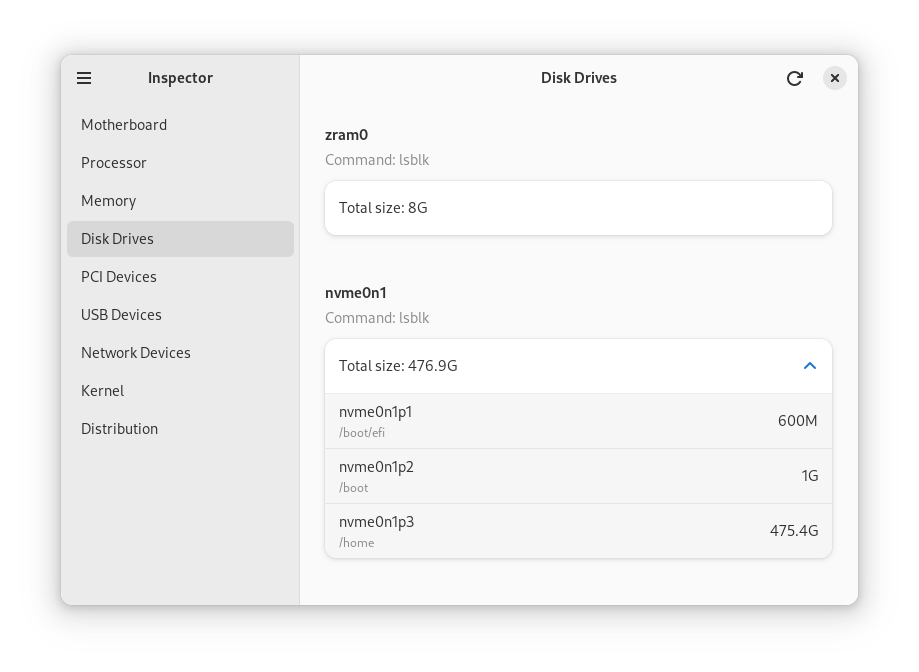 Inspector
Motherboard
Processor
Memory
Disk Drives
PCI Devices
USB Devices
Network Devices
Kernel
Distribution
Disk Drives
zram0
Command: lsblk
Total size: 8G
nvme0n1
Command: lsblk
Total size: 476.9G
nvme0n1p1
/boot/efi
600M
nvme0n1p2
/boot
1G
nvme0n1p3
/home
475.4G